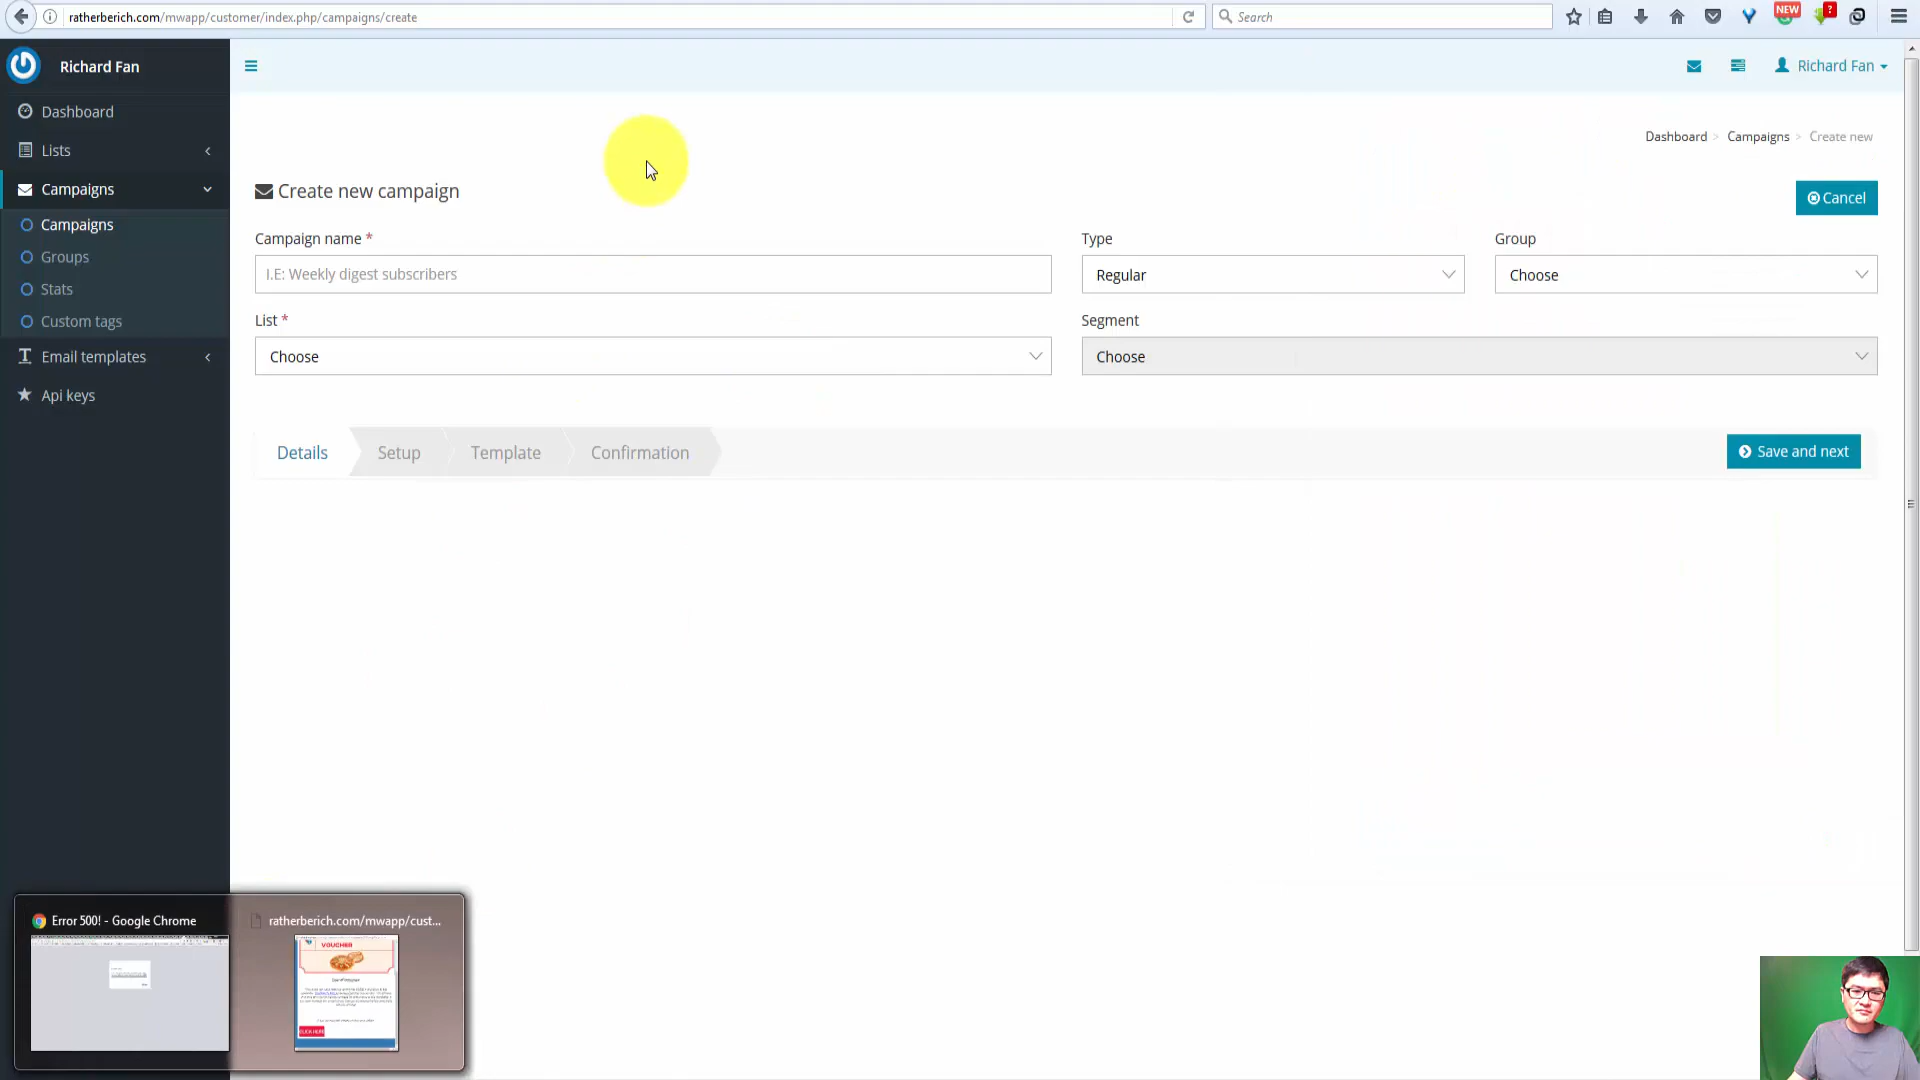 ratherberich.com/mwapp/customer/index.php/campaigns/create
Search
NEW
?
Richard Fan
Richard Fan
Dashboard
Lists
Campaigns
Campaigns
Groups
Stats
Custom tags
Email templates
Api keys
Dashboard > Campaigns > Create new
Create new campaign
Cancel
Campaign name *
Type
Group
I.E: Weekly digest subscribers
Regular
Choose
List *
Segment
Choose
Choose
Details
Setup
Template
Confirmation
Save and next
Error 500! - Google Chrome
ratherberich.com/mwapp/cust...
VOUCHER
CLICK HERE